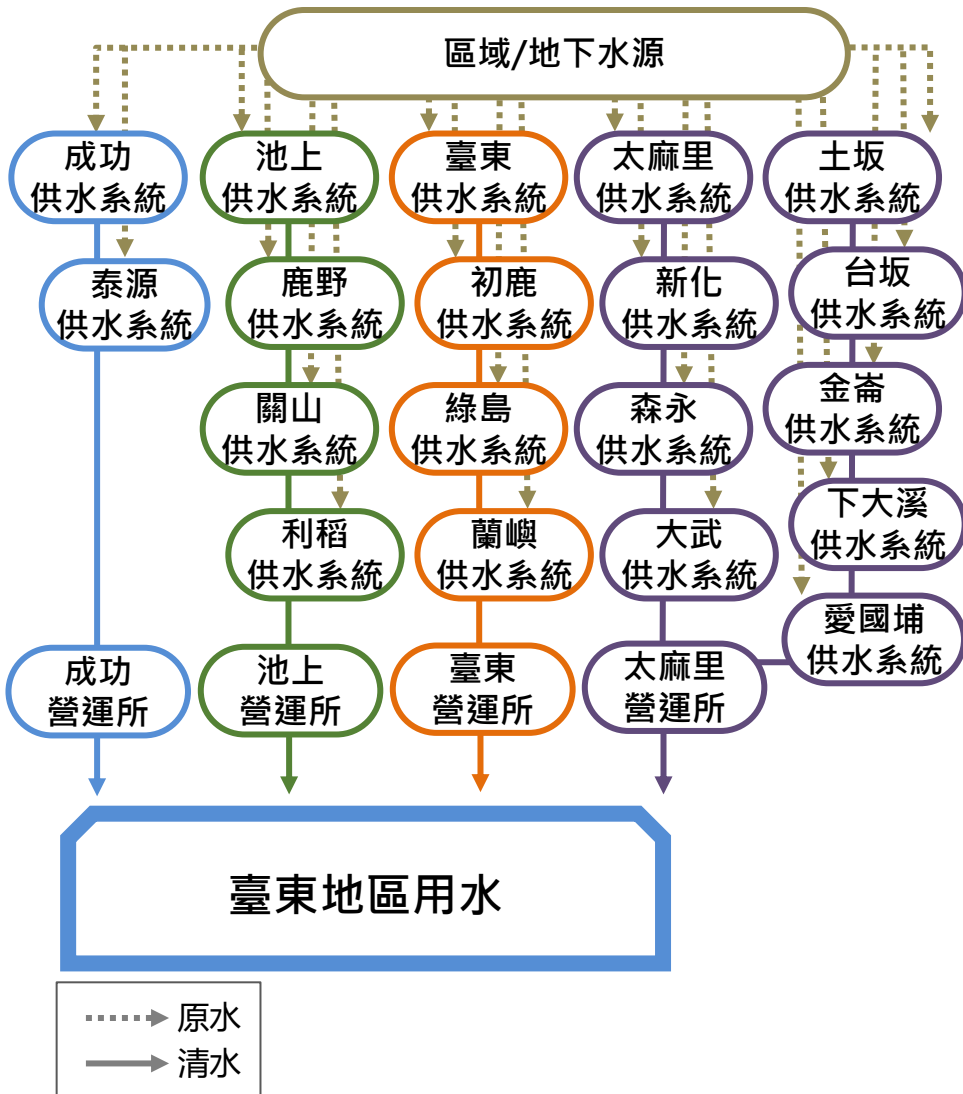 區域/地下水源
成功
供水系統
池上
供水系統
臺東
供水系統
太麻里
供水系統
土坂
供水系統
泰源
供水系統
鹿野
供水系統
初鹿
供水系統
新化
供水系統
台坂
供水系統
關山
供水系統
綠島
供水系統
森永
供水系統
金崙
供水系統
利稻
供水系統
蘭嶼
供水系統
大武
供水系統
下大溪
供水系統
愛國埔
供水系統
成功
營運所
池上
營運所
臺東
營運所
太麻里
營運所
臺東地區用水
原水
清水